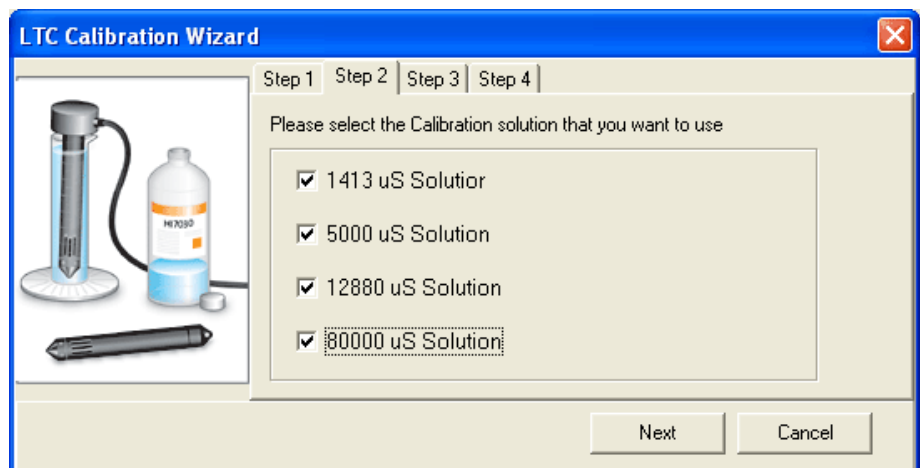 LTC Calibration Wizard
Step 1 Step 2 Step 3 Step 4
Please select the Calibration solution that you want to use
HI7030
1413 uS Solutior
5000 uS Solution
12880 uS Solution
80000 uS Solution
Next Cancel